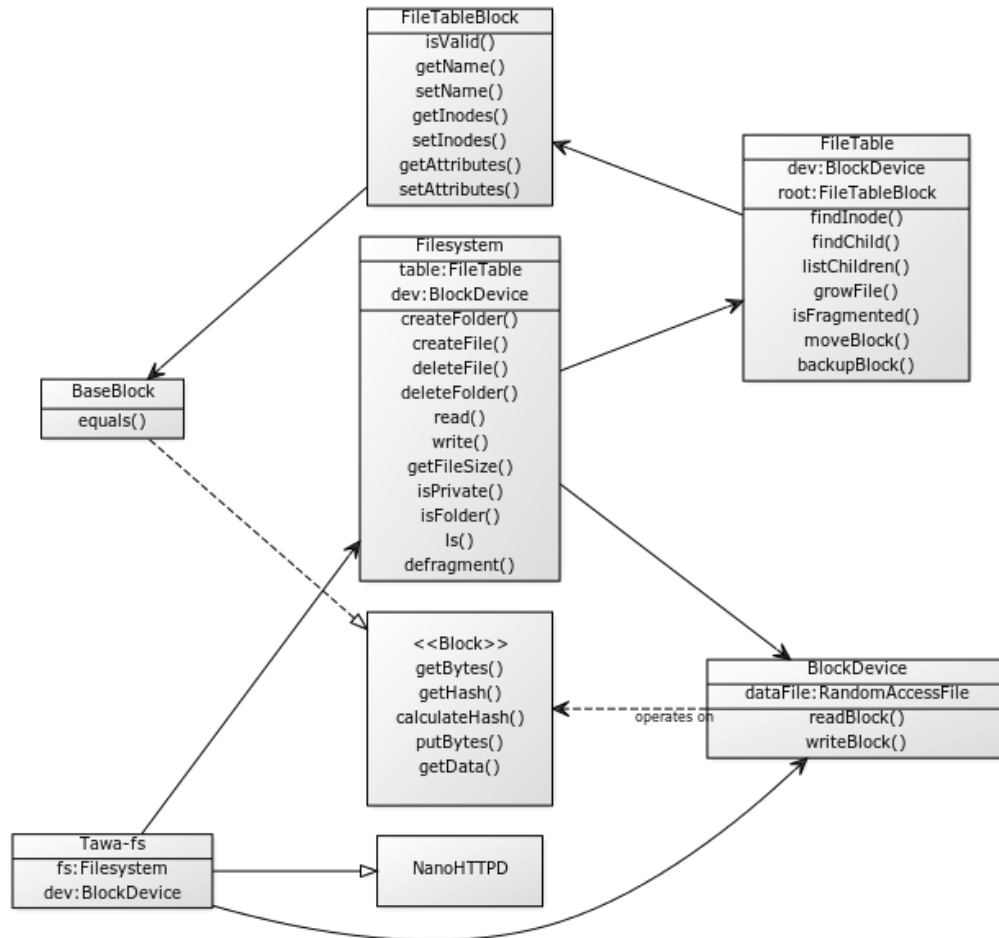 FileTableBlock
isValid()
getName()
setName()
getInodes()
setInodes()
getAttributes()
setAttributes()
FileTable
dev:BlockDevice
root:FileTableBlock
findInode()
findChild()
listChildren()
growFile()
isFragmented()
moveBlock()
backupBlock()
Filesystem
table:FileTable
dev:BlockDevice
createFolder()
createFile()
deleteFile()
deleteFolder()
read()
write()
getFileSize()
isPrivate()
isFolder()
ls()
defragment()
BaseBlock
equals()
<<Block>>
getBytes()
getHash()
calculateHash()
putBytes()
getData()
operates on
BlockDevice
dataFile:RandomAccessFile
readBlock()
writeBlock()
Tawa-fs
fs:Filesystem
dev:BlockDevice
NanoHTTPD